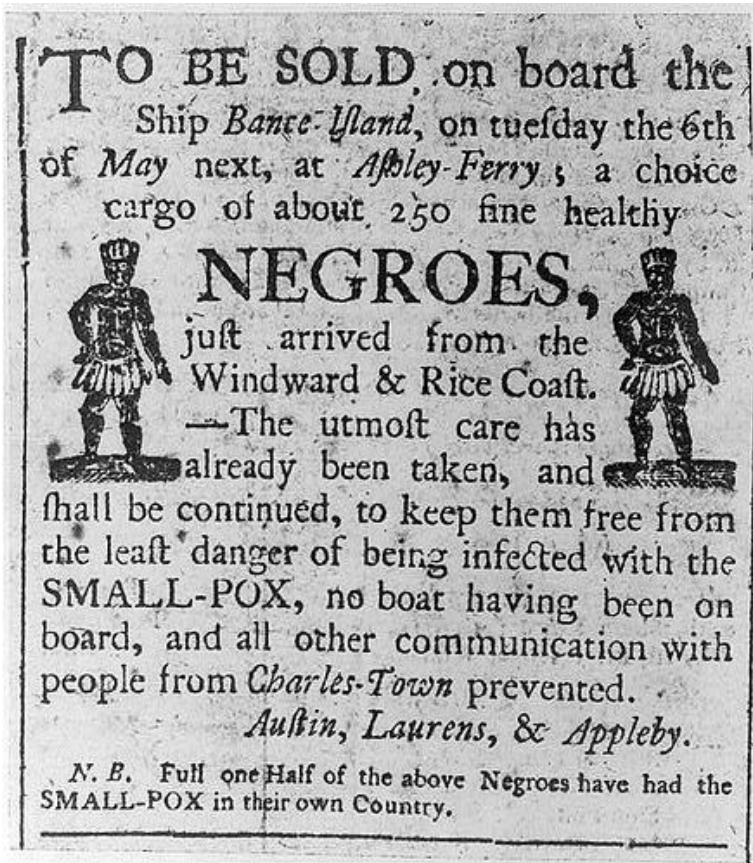 TO BE SOLD, on board the
Ship Bance-Iſland, on tueſday the 6th
of May next, at Aſhley-Ferry; a choice
cargo of about 250 fine healthy
NEGROES,
juſt arrived from the
Windward & Rice Coaſt.
—The utmoſt care has
already been taken, and
ſhall be continued, to keep them free from
the leaſt danger of being infected with the
SMALL-POX, no boat having been on
board, and all other communication with
people from Charles-Town prevented.
Auſtin, Laurens, & Appleby.
N. B. Full one Half of the above Negroes have had the
SMALL-POX in their own Country.